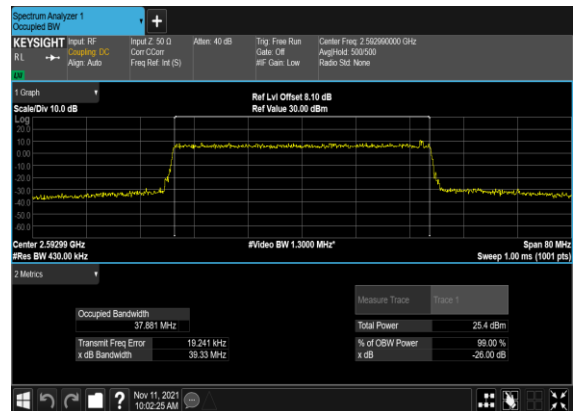 Spectrum Analyzer 1
Occupied BW
+
KEYSIGHT
RL
LW
Input: RF
Coupling: DC
Align: Auto
Input Z: 50 Ω
Corr CCorr
Freq Ref: Int (S)
Atten: 40 dB
Trig: Free Run
Gate: Off
#IF Gain: Low
Center Freq: 2.592990000 GHz
Avg|Hold: 500/500
Radio Std: None
1 Graph
Scale/Div 10.0 dB
Ref Lvl Offset 8.10 dB
Ref Value 30.00 dBm
Log
20.0
10.0
0.00
-10.0
-20.0
-30.0
-40.0
-50.0
-60.0
Center 2.59299 GHz
#Res BW 430.00 kHz
#Video BW 1.3000 MHz*
Span 80 MHz
Sweep 1.00 ms (1001 pts)
2 Metrics
Occupied Bandwidth
37.881 MHz
Transmit Freq Error 19.241 kHz
x dB Bandwidth 39.33 MHz
Measure Trace Trace 1
Total Power 25.4 dBm
% of OBW Power 99.00 %
x dB -26.00 dB
?
Nov 11, 2021
10:02:25 AM